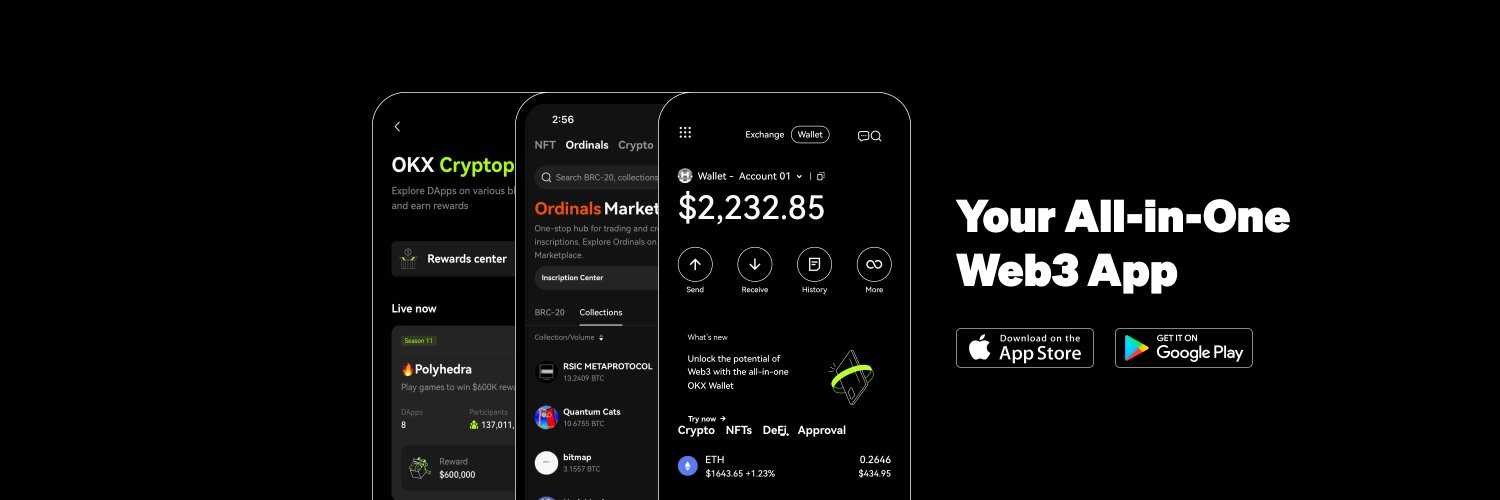 OKX Cryptop
Explore DApps on various bl
and earn rewards
Rewards center
Live now
Season 11
Polyhedra
Play games to win $600K rewa
DApps Participants
8 137,011,
Reward
$600,000
2:56
NFT Ordinals Crypto
Search BRC-20, collections
Ordinals Market
One-stop hub for trading and cre
inscriptions. Explore Ordinals on
Marketplace.
Inscription Center
BRC-20 Collections
Collection/Volume
RSIC METAPROTOCOL
13.2409 BTC
Quantum Cats
10.6755 BTC
bitmap
3.1557 BTC
Exchange Wallet
Wallet - Account 01
$2,232.85
Send Receive History More
What's new
Unlock the potential of
Web3 with the all-in-one
OKX Wallet
Try now →
Crypto NFTs DeFi Approval
ETH 0.2646
$1643.65 +1.23% $434.95
Your All-in-One
Web3 App
Download on the
App Store
GET IT ON
Google Play